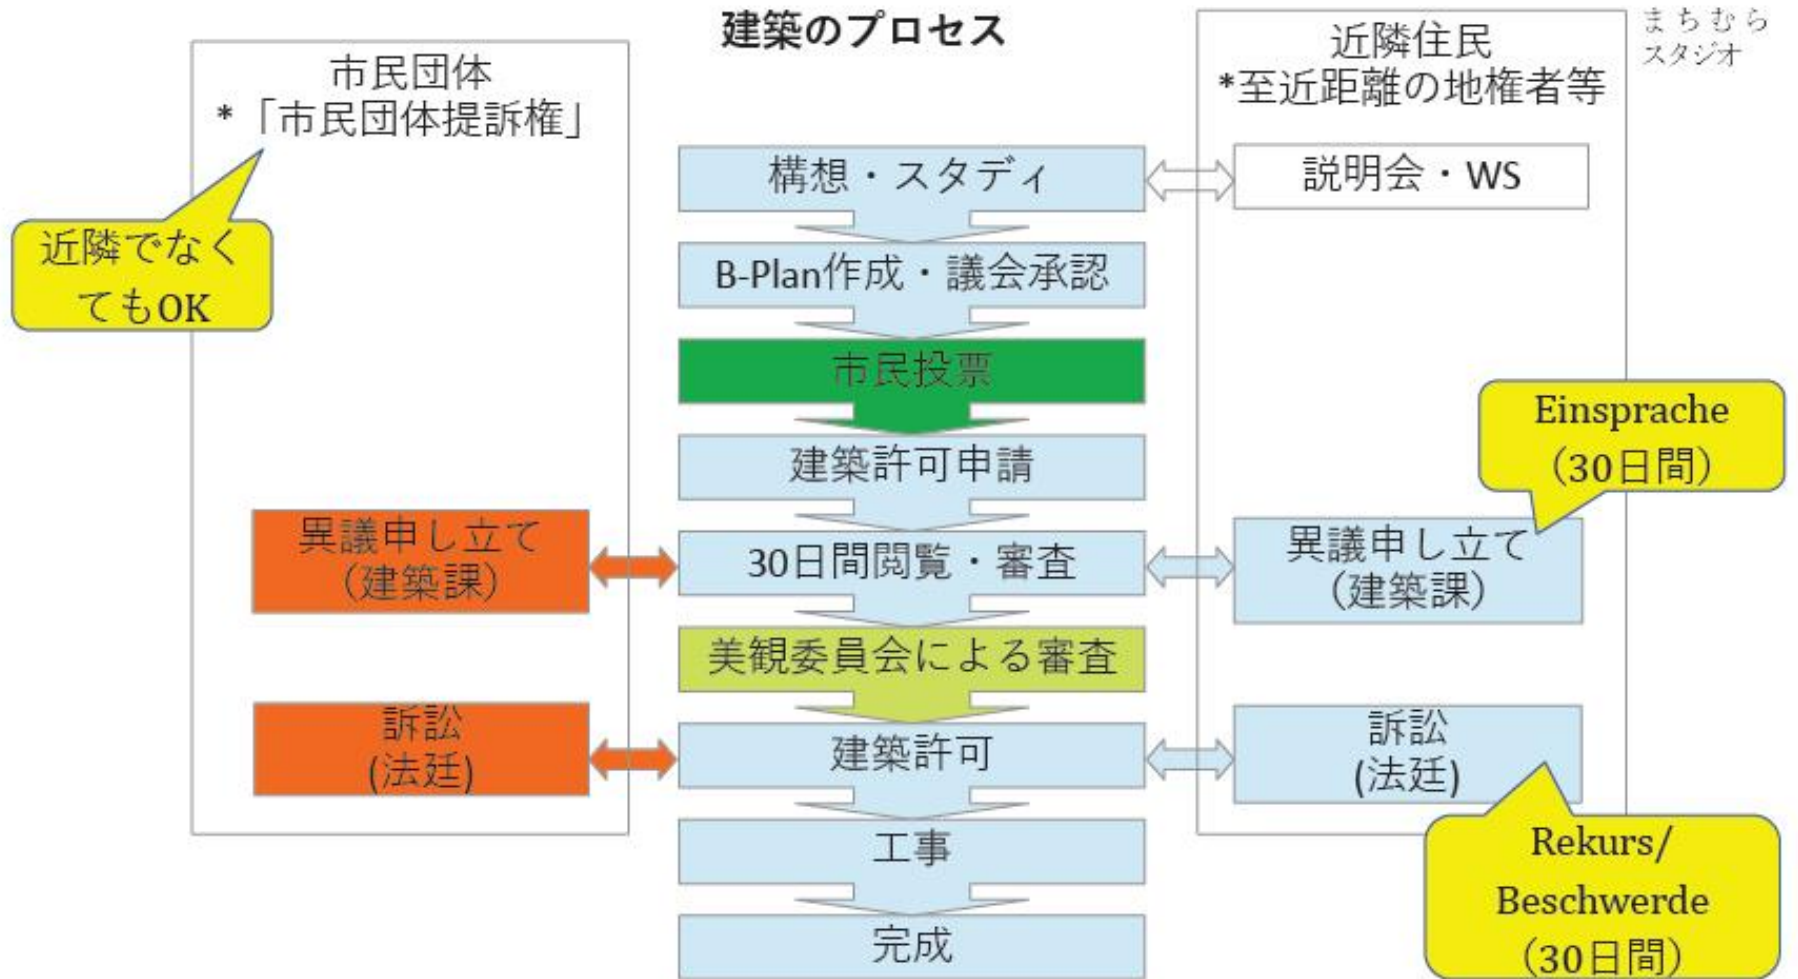 建築のプロセス
まちむら
スタジオ
市民団体
*「市民団体提訴権」
近隣でなく
てもOK
異議申し立て
（建築課）
訴訟
(法廷)
構想・スタディ
B-Plan作成・議会承認
市民投票
建築許可申請
30日間閲覧・審査
美観委員会による審査
建築許可
工事
完成
近隣住民
*至近距離の地権者等
説明会・WS
Einsprache
（30日間）
異議申し立て
（建築課）
訴訟
(法廷)
Rekurs/
Beschwerde
（30日間）